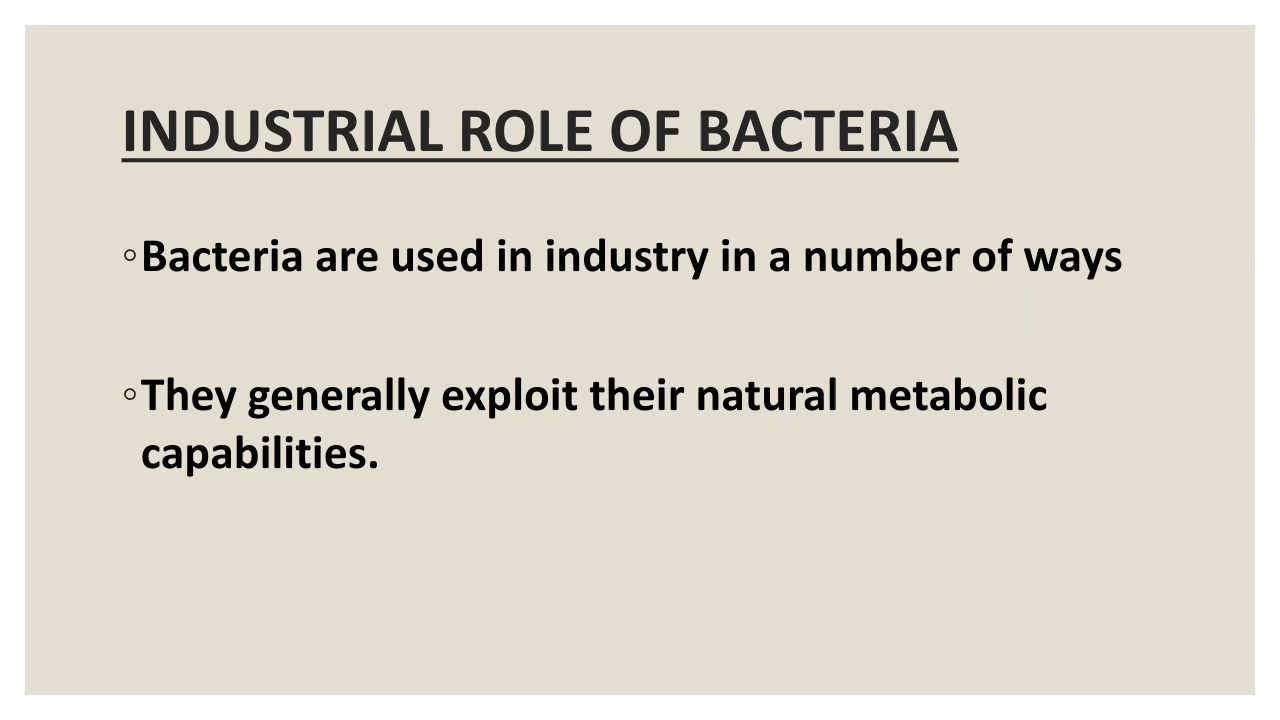 INDUSTRIAL ROLE OF BACTERIA
◦Bacteria are used in industry in a number of ways
◦They generally exploit their natural metabolic
capabilities.